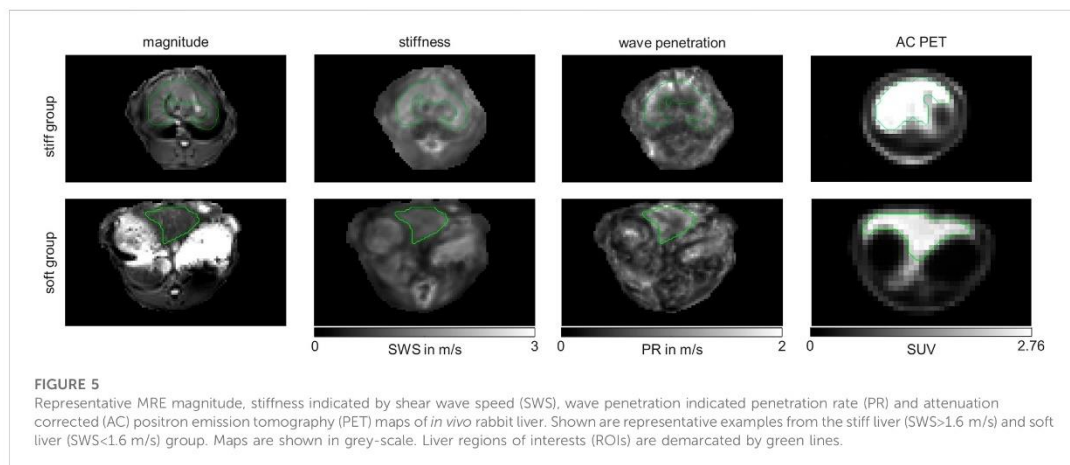 magnitude
stiffness
wave penetration
AC PET
stiff group
soft group
0
SWS in m/s
3
0
PR in m/s
2
0
SUV
2.76
FIGURE 5
Representative MRE magnitude, stiffness indicated by shear wave speed (SWS), wave penetration indicated penetration rate (PR) and attenuation
corrected (AC) positron emission tomography (PET) maps of in vivo rabbit liver. Shown are representative examples from the stiff liver (SWS>1.6 m/s) and soft
liver (SWS<1.6 m/s) group. Maps are shown in grey-scale. Liver regions of interests (ROIs) are demarcated by green lines.